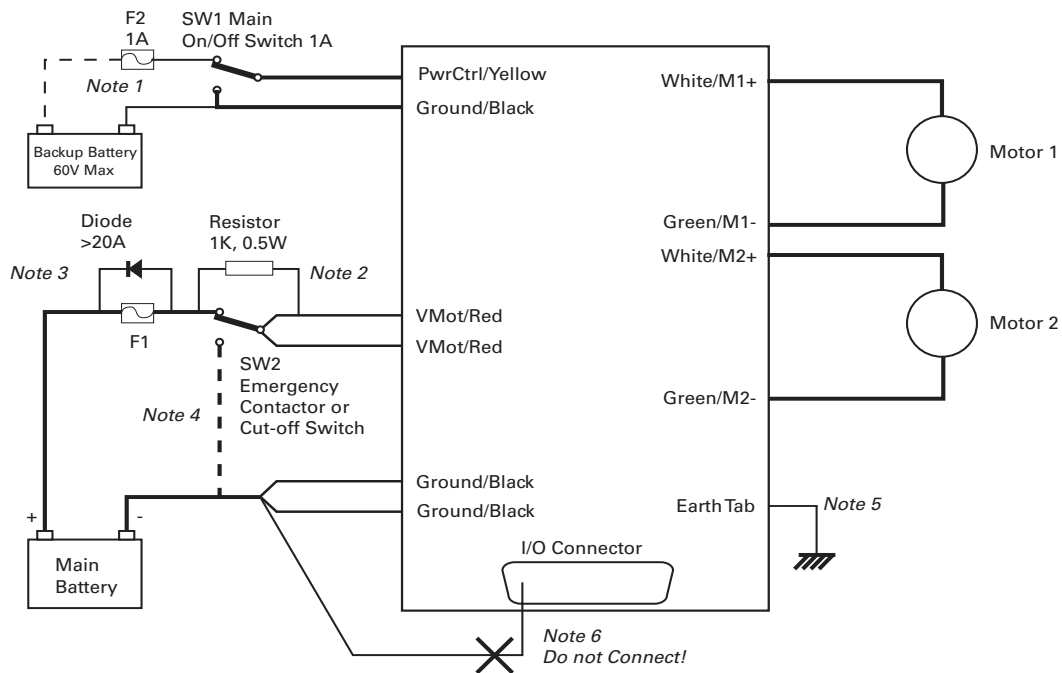 F2
1A
SW1 Main
On/Off Switch 1A
Note 1
Backup Battery
60V Max
PwrCtrl/Yellow
Ground/Black
White/M1+
Motor 1
Green/M1-
White/M2+
Motor 2
Green/M2-
Diode
>20A
Resistor
1K, 0.5W
Note 3
Note 2
F1
VMot/Red
VMot/Red
SW2
Emergency
Contactor or
Cut-off Switch
Note 4
Ground/Black
Ground/Black
+
-
Main
Battery
Earth Tab
Note 5
I/O Connector
Note 6
Do not Connect!